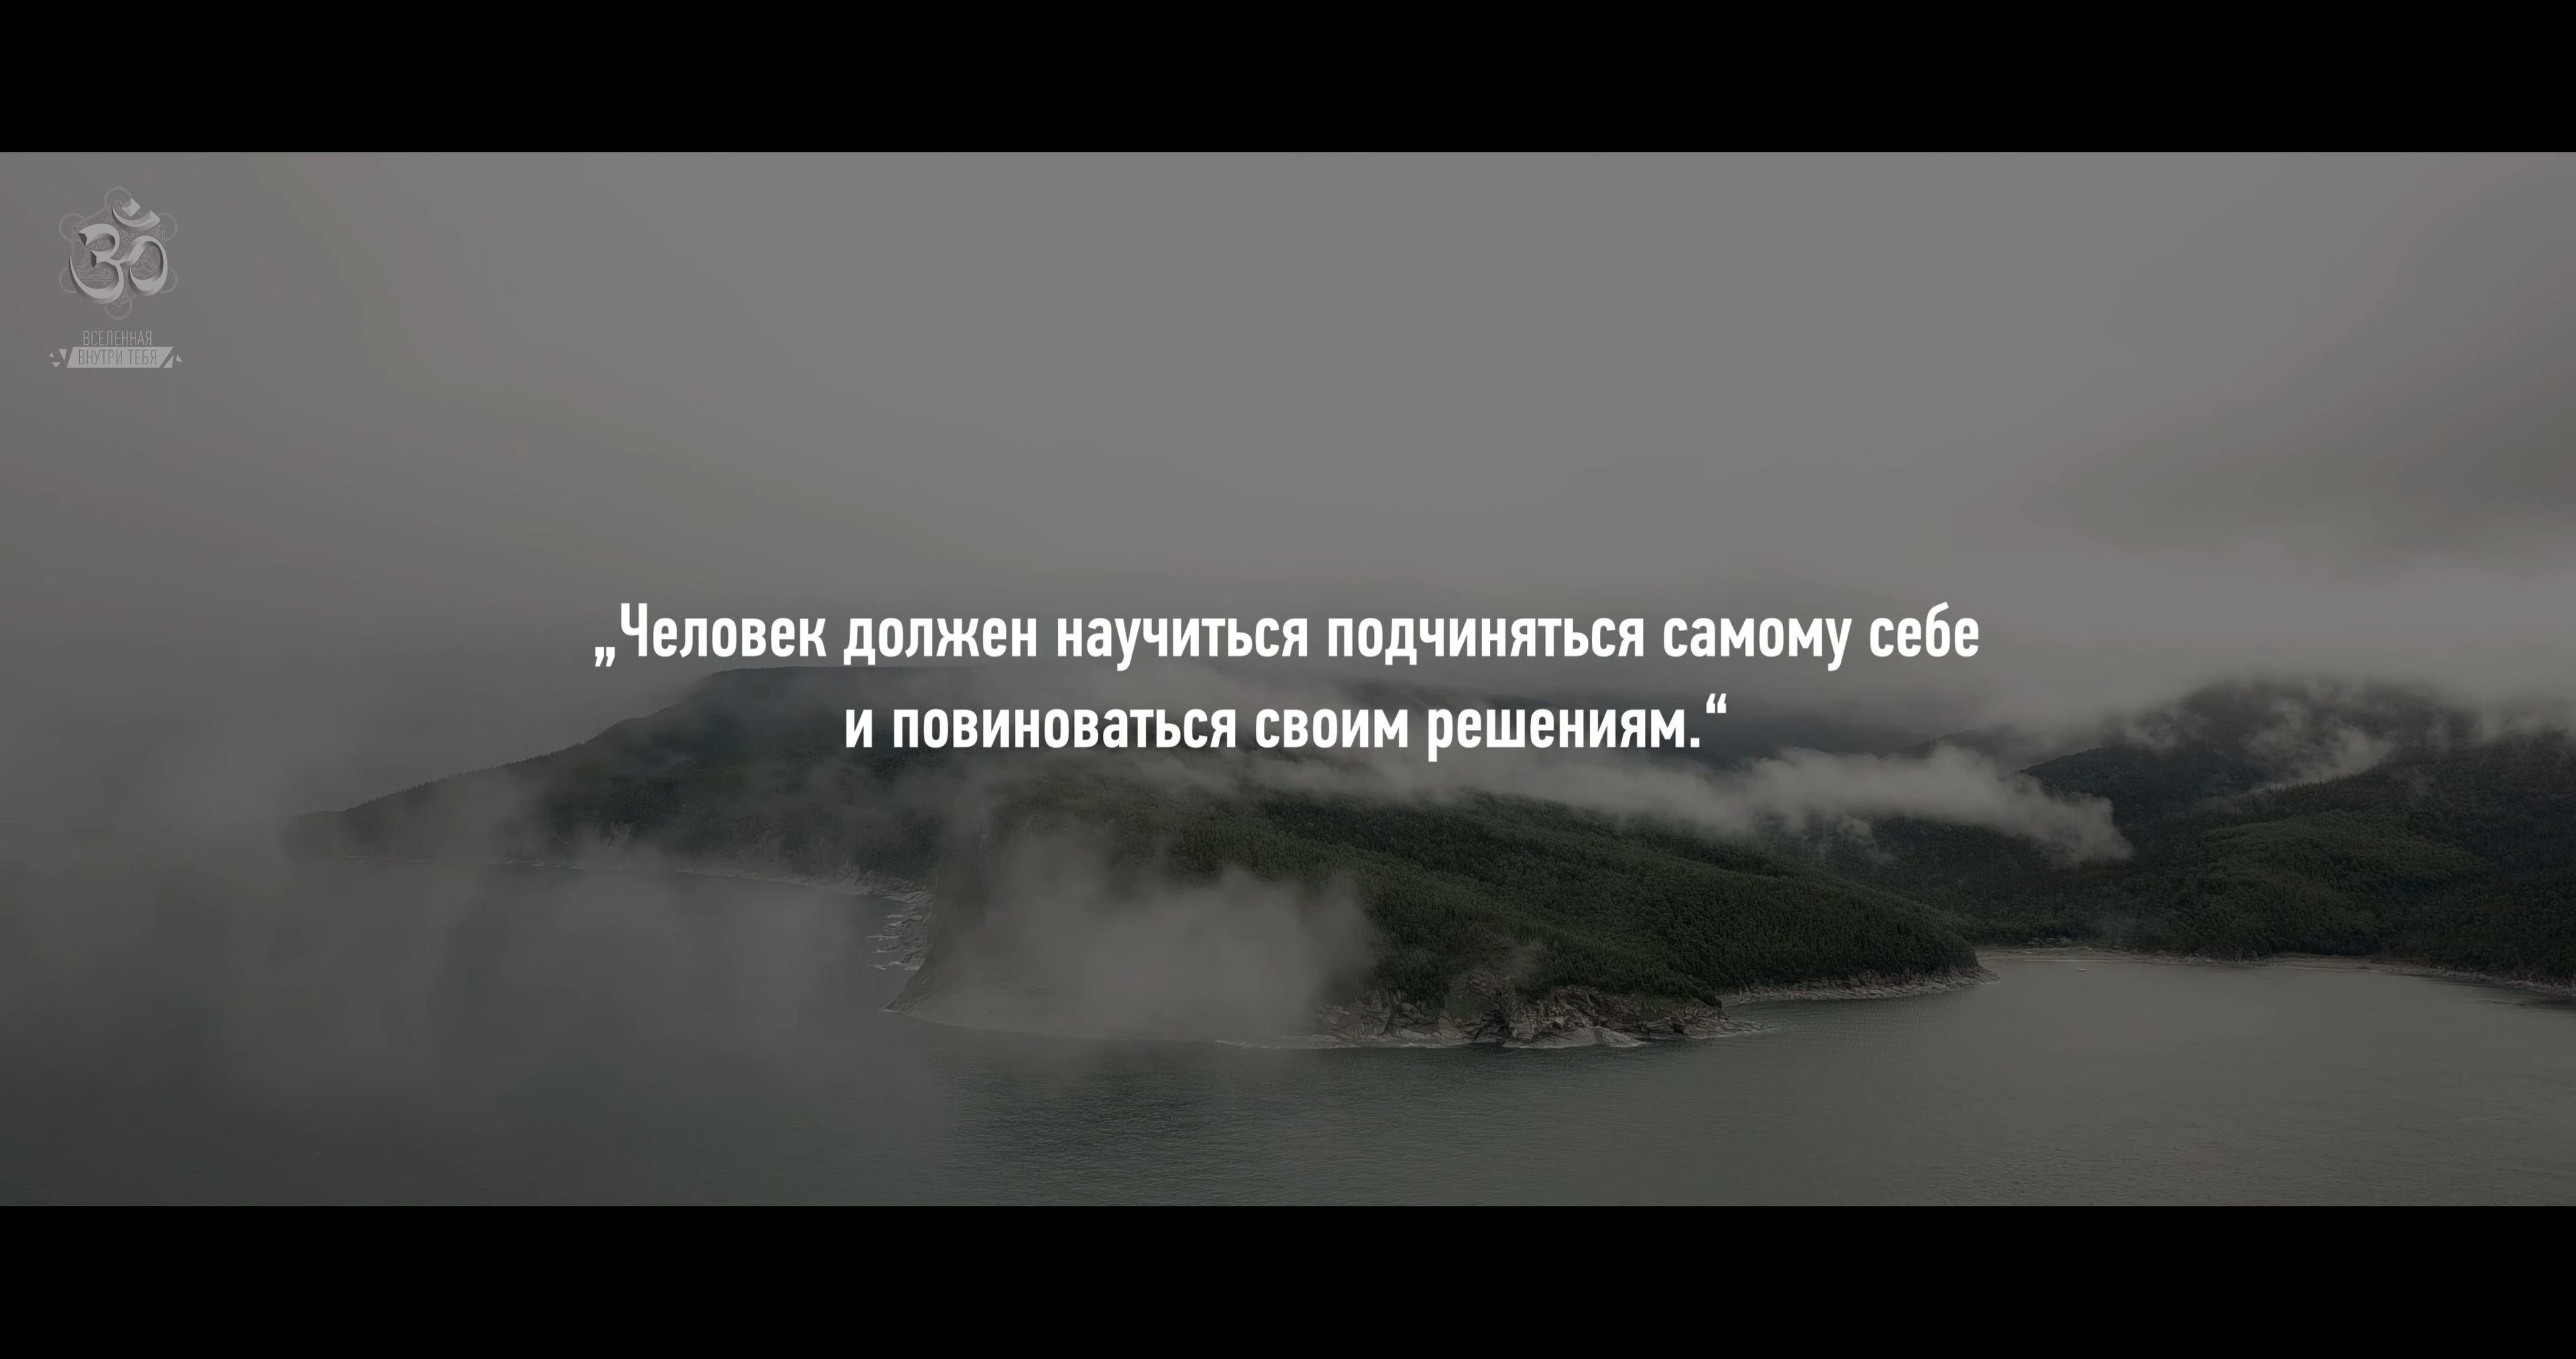 ВСЕЛЕННАЯ
ВНУТРИ ТЕБЯ
„Человек должен научиться подчиняться самому себе
и повиноваться своим решениям.“